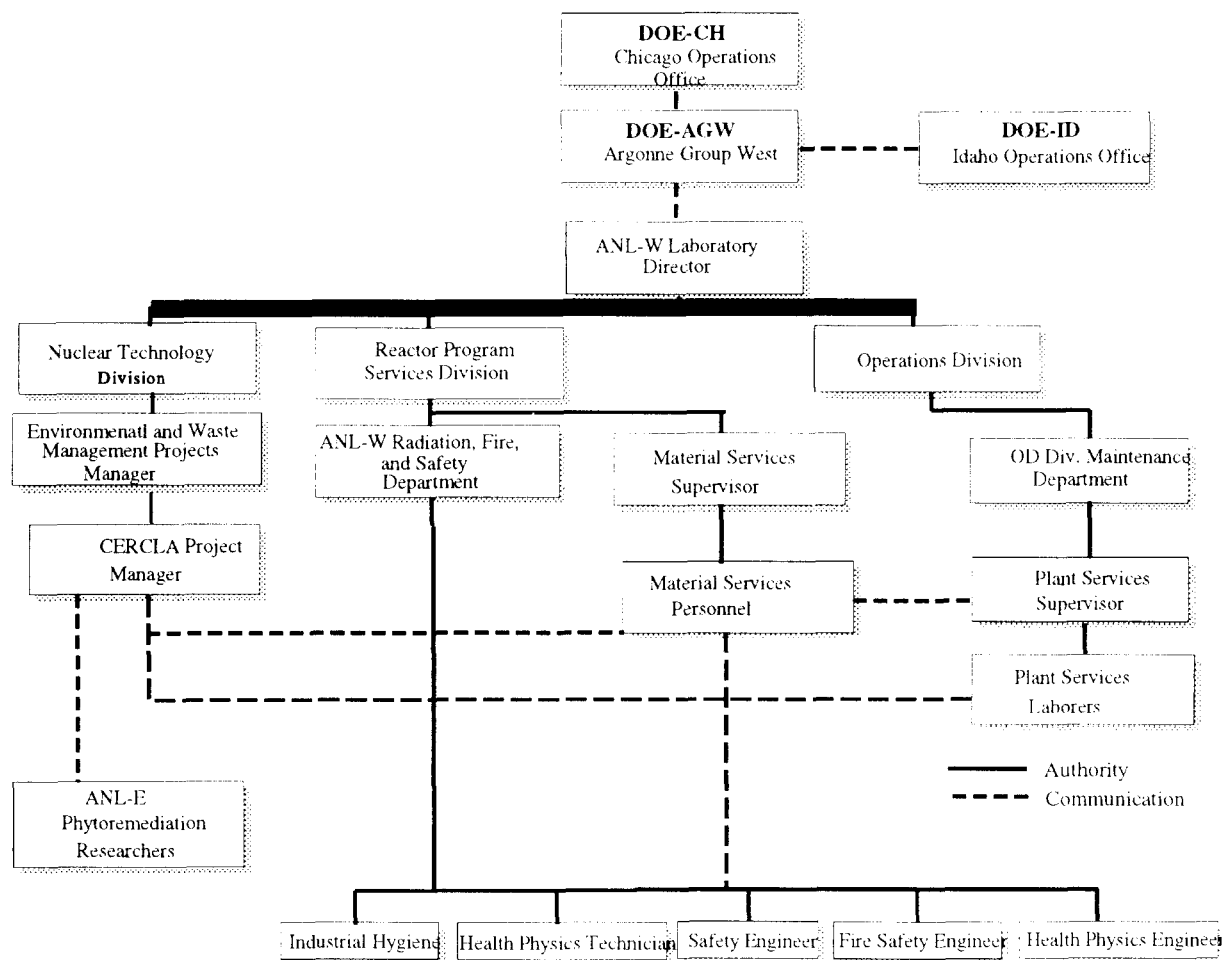 DOE-CH
Chicago Operations
Office
DOE-AGW
Argonne Group West
DOE-ID
Idaho Operations Office
ANL-W Laboratory
Director
Nuclear Technology
Division
Reactor Program
Services Division
Operations Division
Environmenatl and Waste
Management Projects
Manager
ANL-W Radiation, Fire,
and Safety
Department
Material Services
Supervisor
OD Div. Maintenance
Department
CERCLA Project
Manager
Material Services
Personnel
Plant Services
Supervisor
Plant Services
Laborers
Authority
Communication
ANL-E
Phytoremediation
Researchers
Industrial Hygiene
Health Physics Technician
Safety Engineer
Fire Safety Engineer
Health Physics Engineer